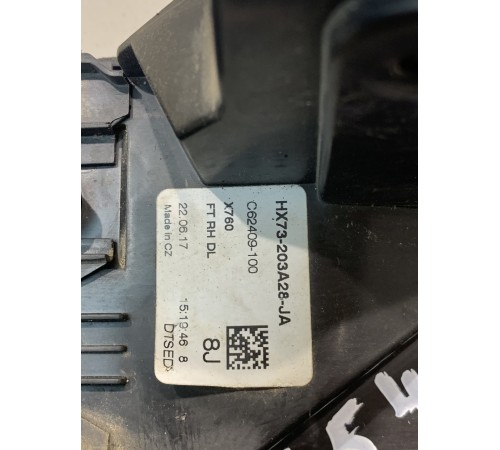 HX73-203A28-JA
C62409-100
X760
FT RH DL
8J
22.06.17 15:19:46 8
Made in CZ DTSED